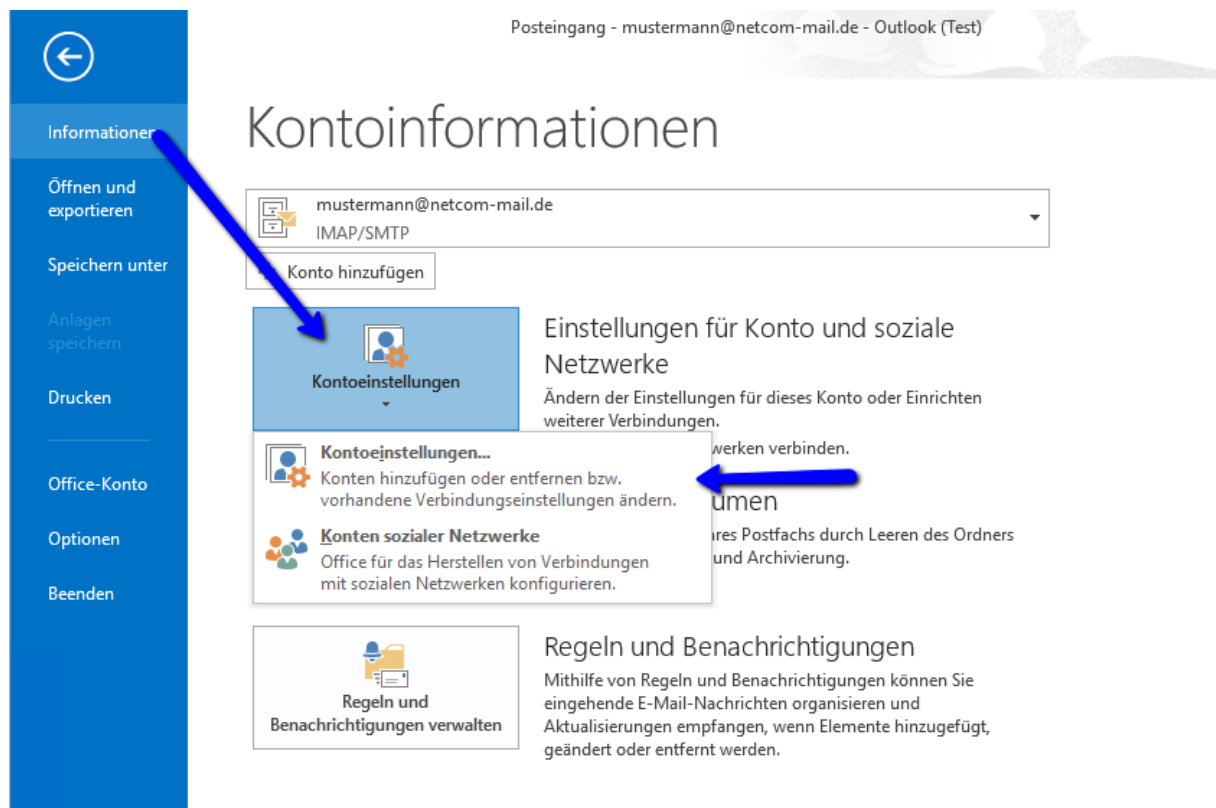 Posteingang - mustermann@netcom-mail.de - Outlook (Test)
Informationen
Öffnen und
exportieren
Speichern unter
Anlagen
speichern
Drucken
Office-Konto
Optionen
Beenden
Kontoinformationen
mustermann@netcom-mail.de
IMAP/SMTP
Konto hinzufügen
Kontoeinstellungen
Einstellungen für Konto und soziale
Netzwerke
Ändern der Einstellungen für dieses Konto oder Einrichten
weiterer Verbindungen.
werken verbinden.
Kontoeinstellungen...
Konten hinzufügen oder entfernen bzw.
vorhandene Verbindungseinstellungen ändern.
Konten sozialer Netzwerke
Office für das Herstellen von Verbindungen
mit sozialen Netzwerken konfigurieren.
umen
res Postfachs durch Leeren des Ordners
und Archivierung.
Regeln und
Benachrichtigungen verwalten
Regeln und Benachrichtigungen
Mithilfe von Regeln und Benachrichtigungen können Sie
eingehende E-Mail-Nachrichten organisieren und
Aktualisierungen empfangen, wenn Elemente hinzugefügt,
geändert oder entfernt werden.